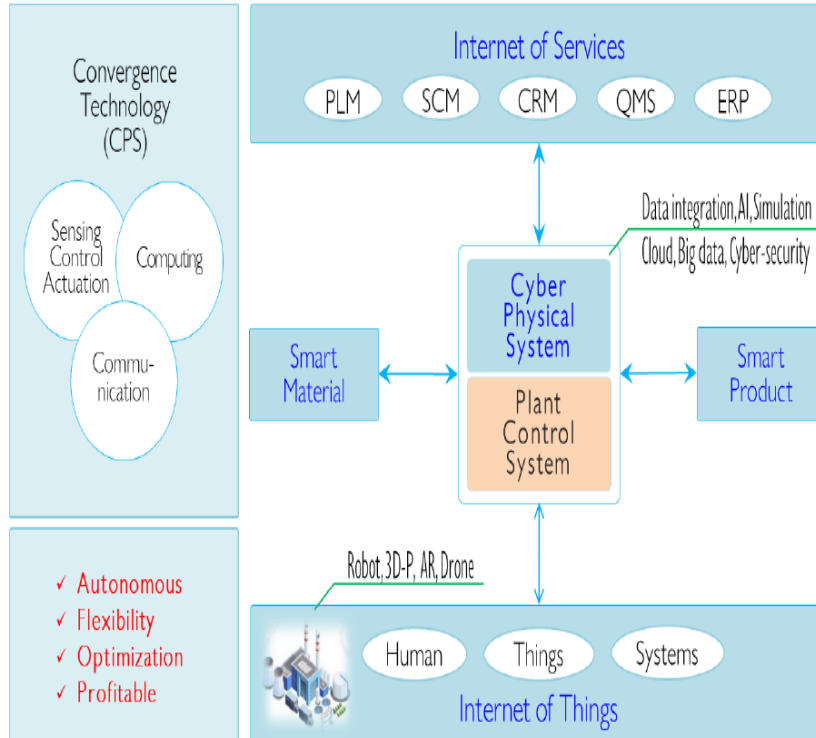 Convergence
Technology
(CPS)
Sensing
Control
Actuation
Computing
Commu-
nication
✓ Autonomous
✓ Flexibility
✓ Optimization
✓ Profitable
Internet of Services
PLM
SCM
CRM
QMS
ERP
Data integration, AI, Simulation
Cloud, Big data, Cyber-security
Cyber
Physical
System
Plant
Control
System
Smart
Material
Smart
Product
Robot, 3D-P, AR, Drone
Human
Things
Systems
Internet of Things